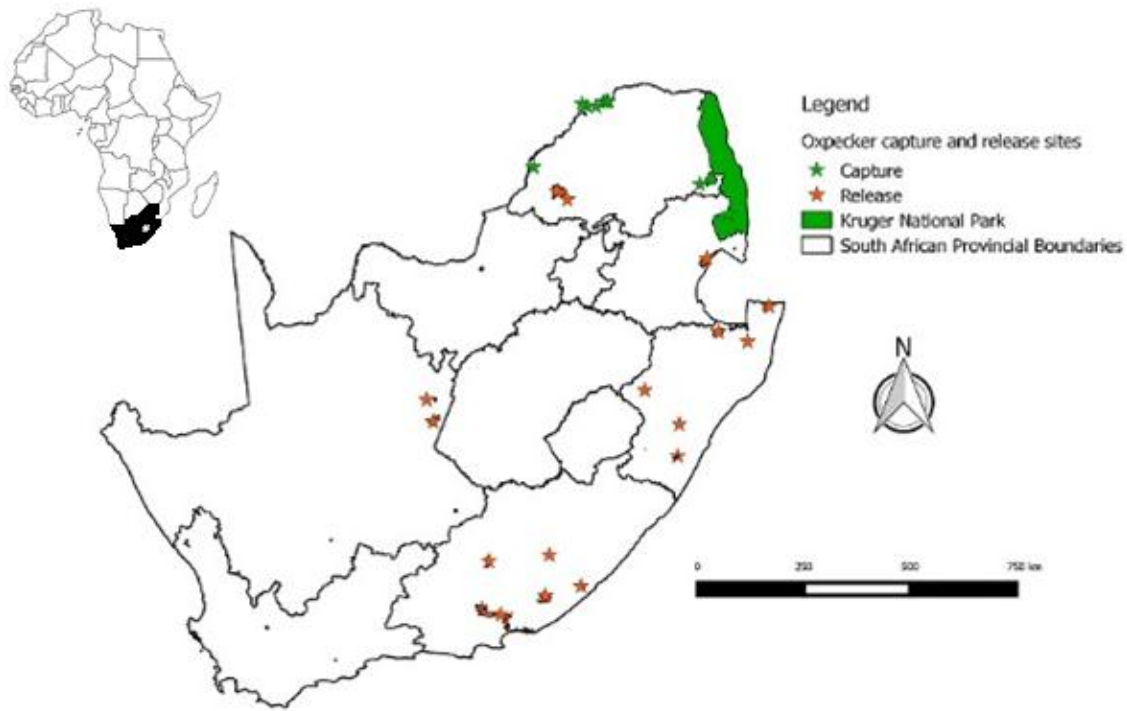 Legend
Oxpecker capture and release sites
Capture
Release
Kruger National Park
South African Provincial Boundaries
N
0 250 500 750 km